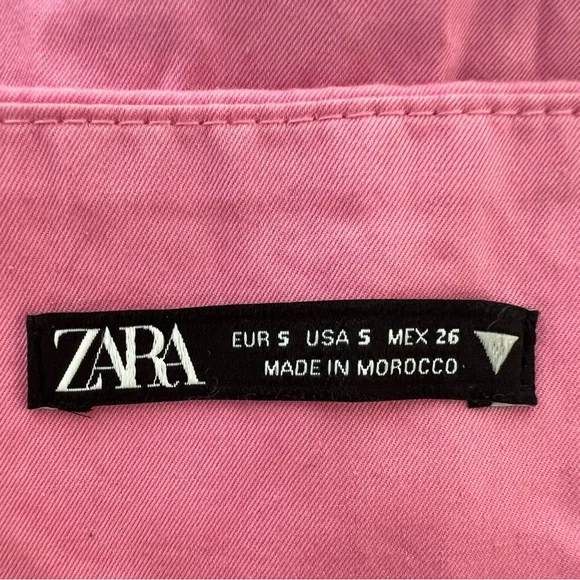 ZARA
EUR S USA S MEX 26
MADE IN MOROCCO